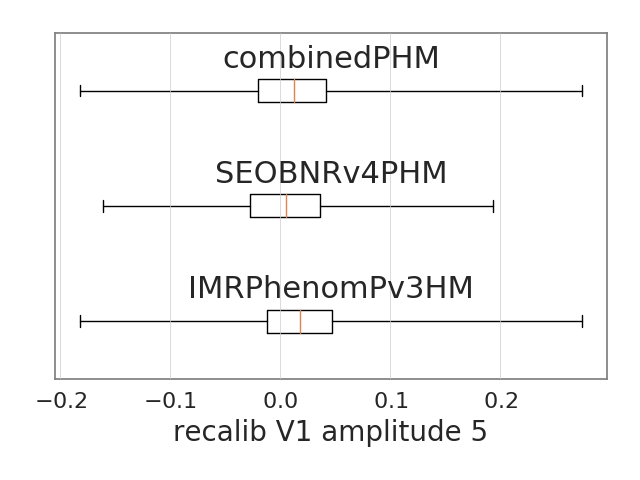 combinedPHM
SEOBNRv4PHM
IMRPhenomPv3HM
−0.2 −0.1 0.0 0.1 0.2
recalib V1 amplitude 5